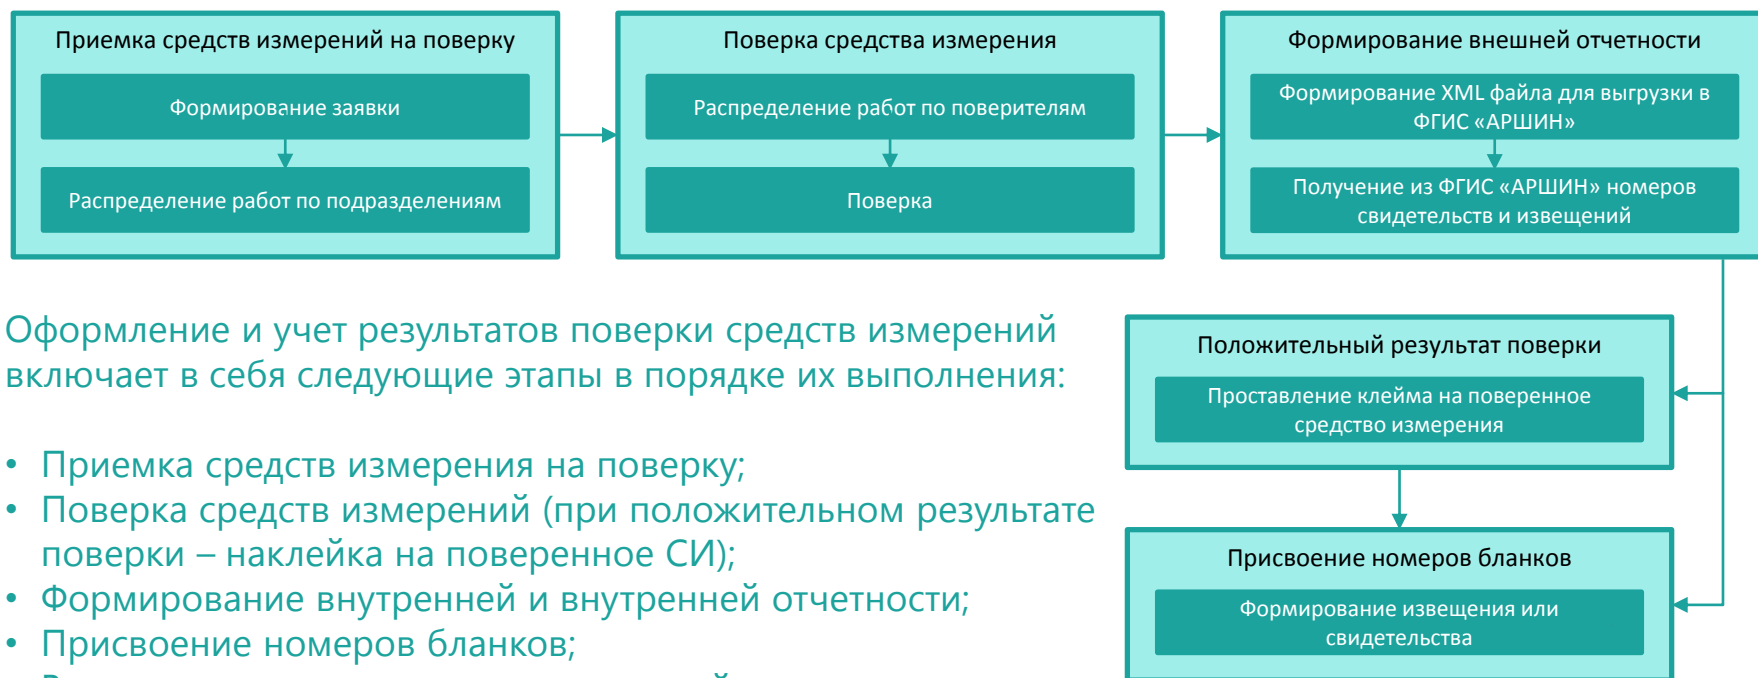 Приемка средств измерений на поверку
Формирование заявки
Распределение работ по подразделениям
Поверка средства измерения
Распределение работ по поверителям
Поверка
Формирование внешней отчетности
Формирование XML файла для выгрузки в
ФГИС «АРШИН»
Получение из ФГИС «АРШИН» номеров
свидетельств и извещений
Оформление и учет результатов поверки средств измерений
включает в себя следующие этапы в порядке их выполнения:
• Приемка средств измерения на поверку;
• Поверка средств измерений (при положительном результате
поверки – наклейка на поверенное СИ);
• Формирование внутренней и внутренней отчетности;
• Присвоение номеров бланков;
Положительный результат поверки
Проставление клейма на поверенное
средство измерения
Присвоение номеров бланков
Формирование извещения или
свидетельства